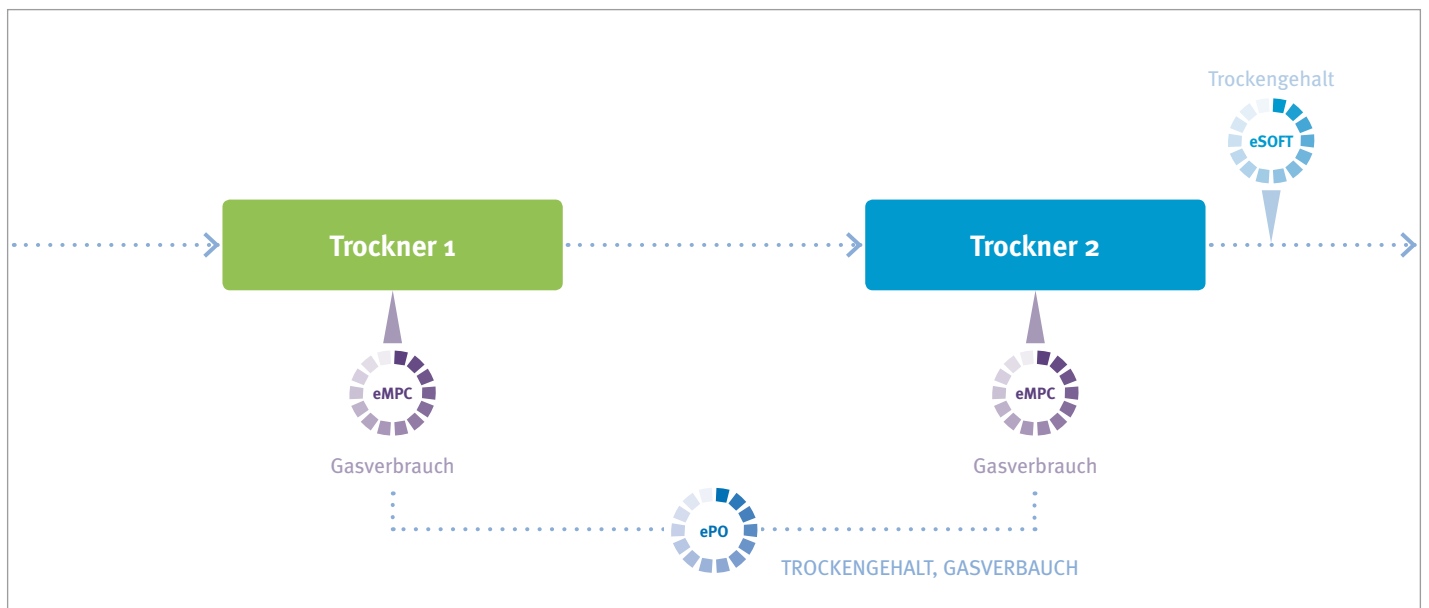 Trockengehalt
eSOFT
Trockner 1
Trockner 2
eMPC
eMPC
Gasverbrauch
Gasverbrauch
ePO
TROCKENGEHALT, GASVERBAUCH